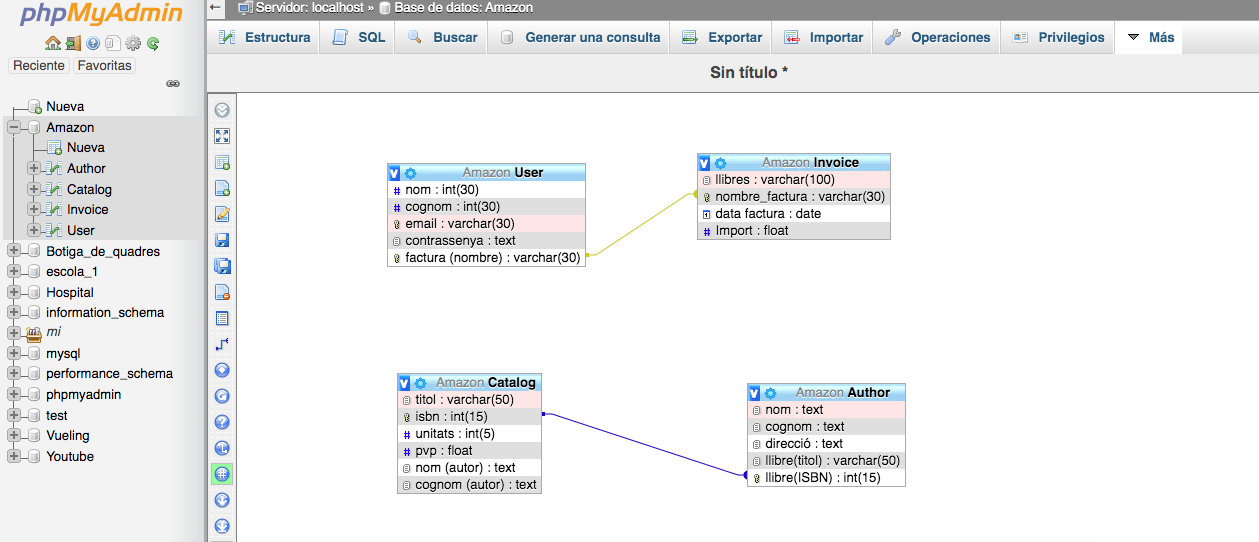 phpMyAdmin
Reciente Favoritas
Nueva
Amazon
Nueva
Author
Catalog
Invoice
User
Botiga_de_quadres
escola_1
Hospital
information_schema
mi
mysql
performance_schema
phpmyadmin
test
Vueling
Youtube
Servidor: localhost » Base de datos: Amazon
Estructura SQL Buscar Generar una consulta Exportar Importar Operaciones Privilegios Más
Sin título *
Amazon User
nom : int(30)
cognom : int(30)
email : varchar(30)
contrassenya : text
factura (nombre) : varchar(30)
Amazon Invoice
llibres : varchar(100)
nombre_factura : varchar(30)
data factura : date
Import : float
Amazon Catalog
titol : varchar(50)
isbn : int(15)
unitats : int(5)
pvp : float
nom (autor) : text
cognom (autor) : text
Amazon Author
nom : text
cognom : text
direcció : text
llibre(titol) : varchar(50)
llibre(ISBN) : int(15)